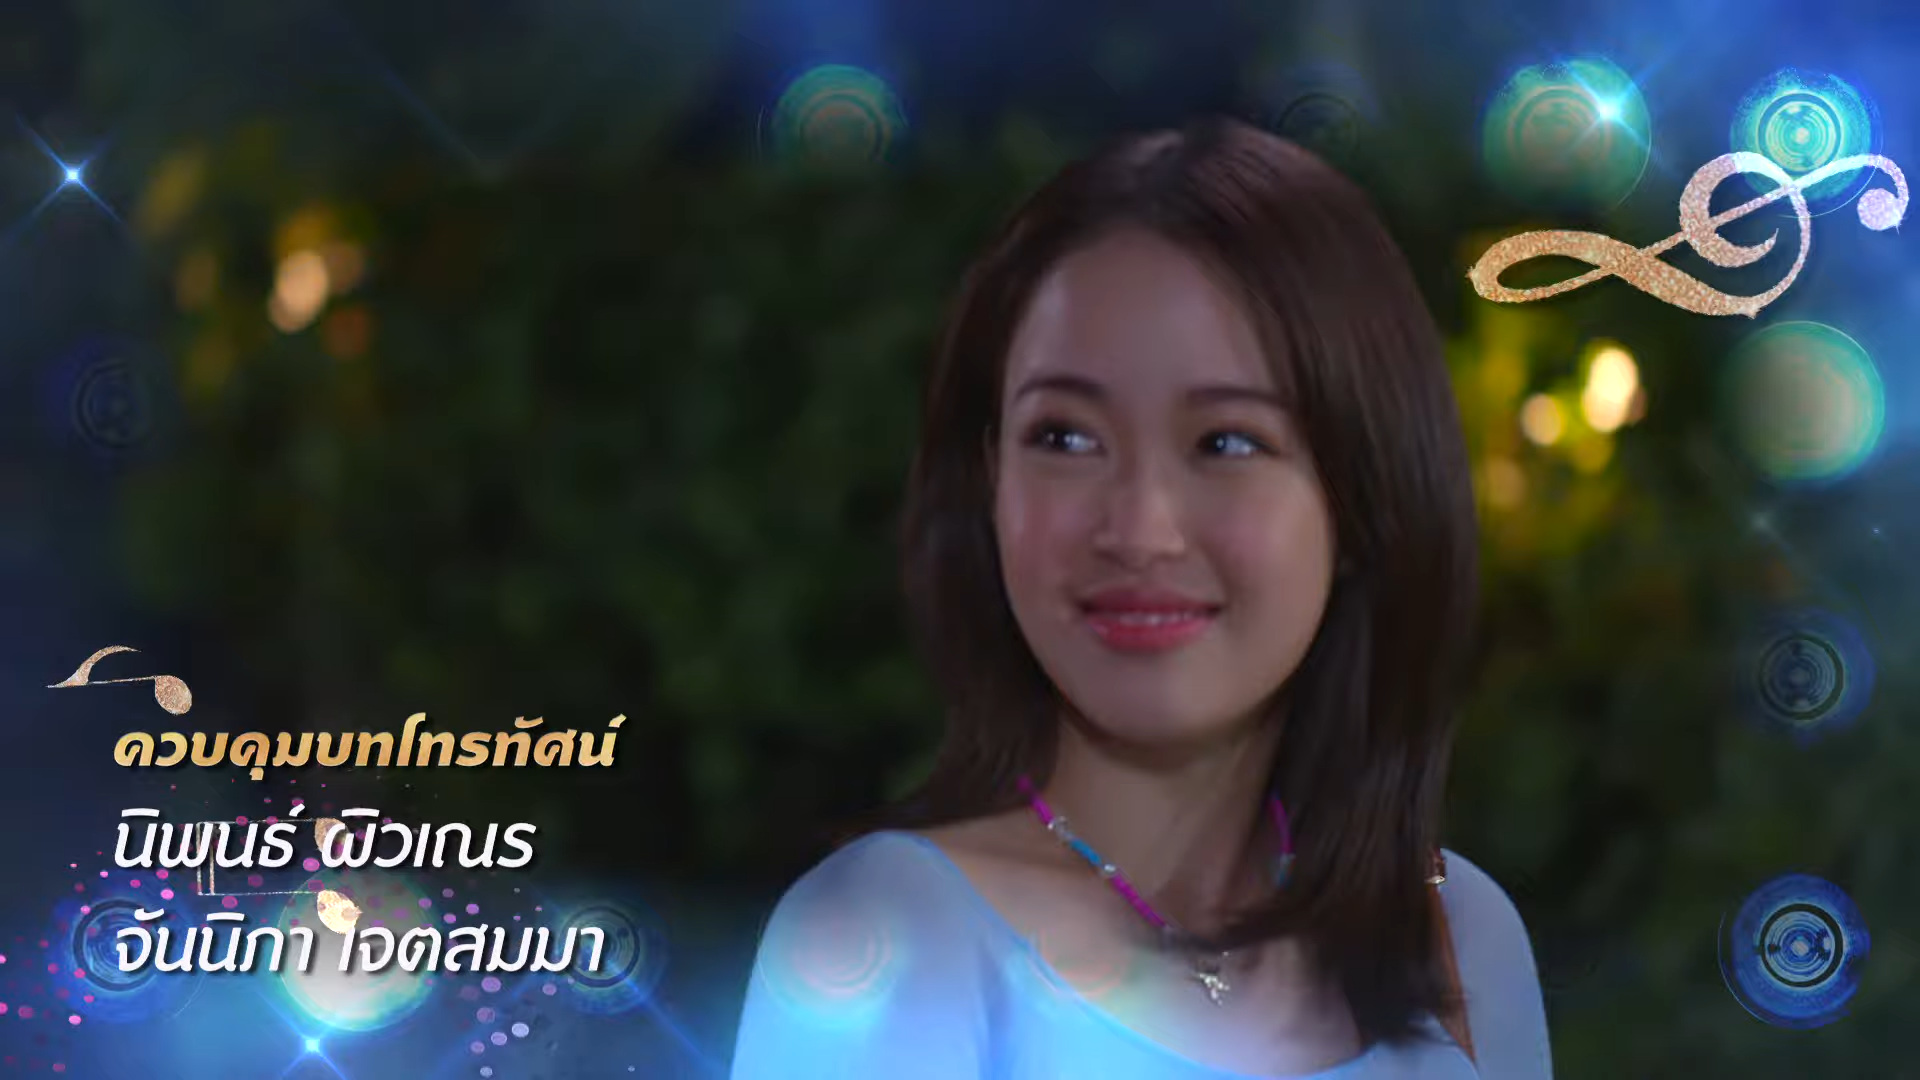 ควบคุมบทโทรทัศน์
นิพนธ์ ผิวเณร
จันนิภา เจตสมมา